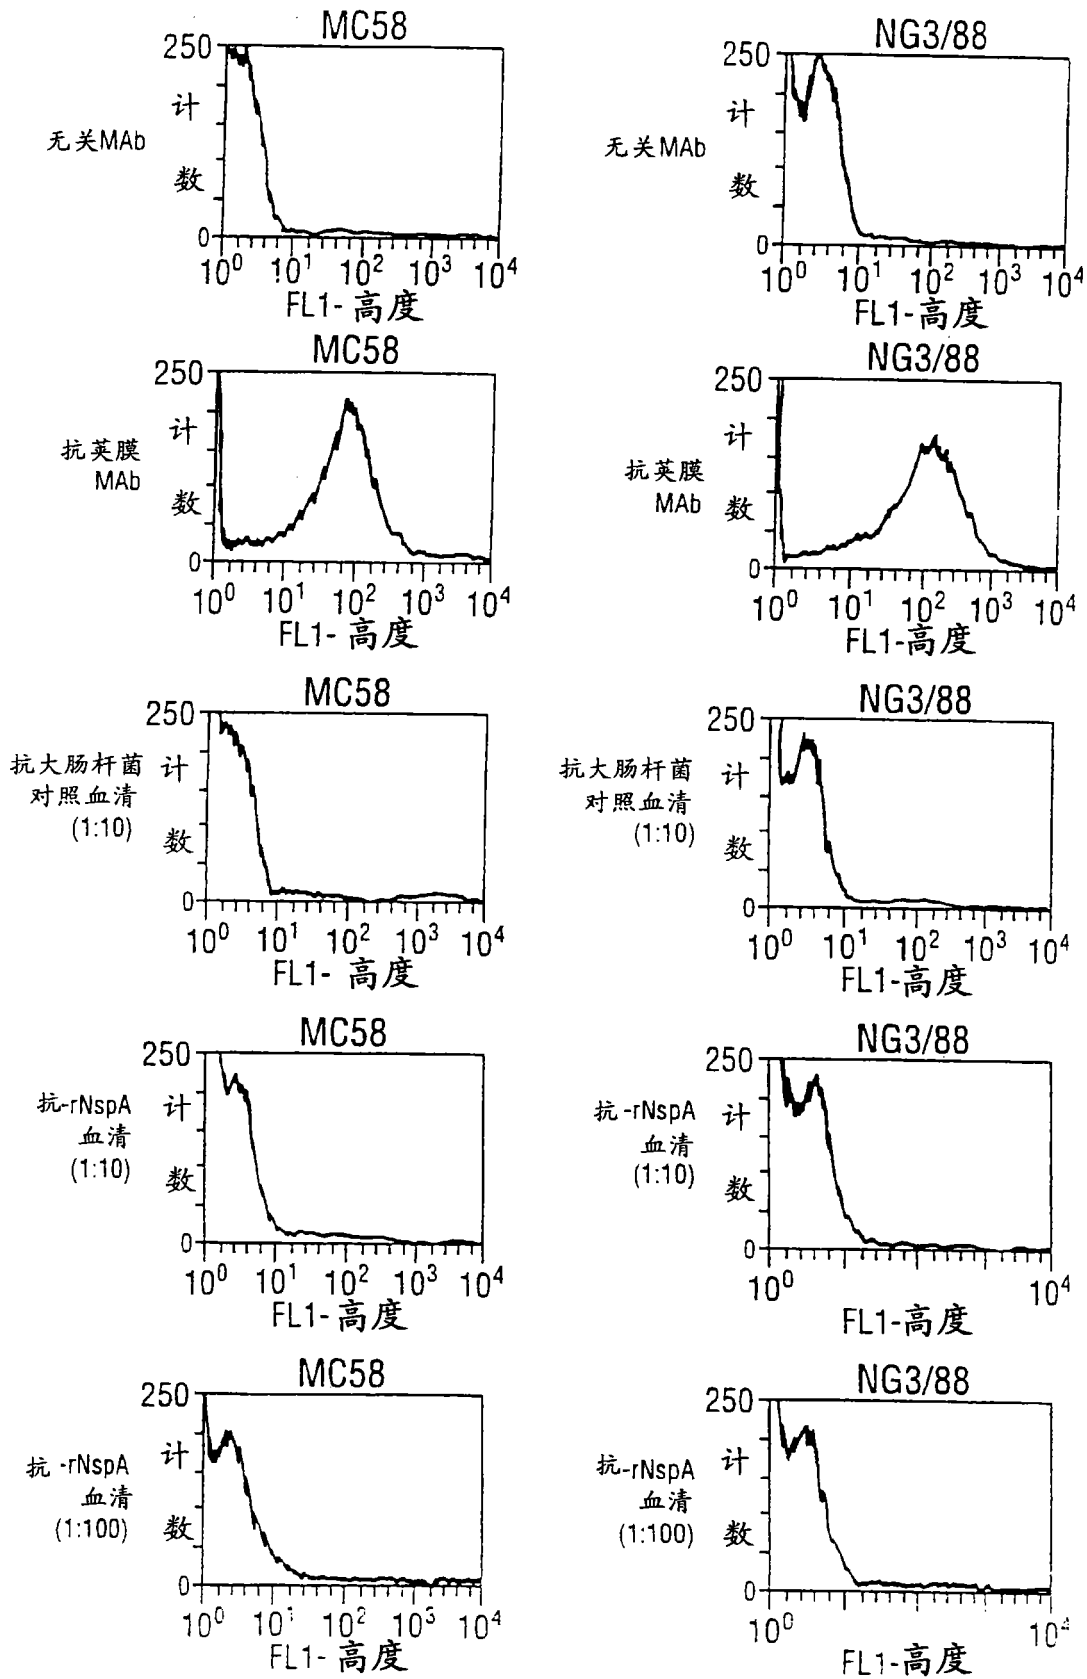 MC58
250
计
无关MAb
数
0
10⁰ 10¹ 10² 10³ 10⁴
FL1-高度
NG3/88
250
计
无关MAb
数
0
10⁰ 10¹ 10² 10³ 10⁴
FL1-高度
MC58
250
计
抗荚膜
MAb
数
0
10⁰ 10¹ 10² 10³ 10⁴
FL1-高度
NG3/88
250
计
抗荚膜
MAb
数
0
10⁰ 10¹ 10² 10³ 10⁴
FL1-高度
MC58
250
抗大肠杆菌 计
对照血清
(1:10) 数
0
10⁰ 10¹ 10² 10³ 10⁴
FL1-高度
NG3/88
250
抗大肠杆菌 计
对照血清
(1:10) 数
0
10⁰ 10¹ 10² 10³ 10⁴
FL1-高度
MC58
250
抗-rNspA 计
血清
(1:10) 数
0
10⁰ 10¹ 10² 10³ 10⁴
FL1-高度
NG3/88
250
抗-rNspA 计
血清
(1:10) 数
0
10⁰ 10⁴
FL1-高度
MC58
250
抗-rNspA 计
血清
(1:100) 数
0
10⁰ 10¹ 10² 10³ 10⁴
FL1-高度
NG3/88
250
抗-rNspA 计
血清
(1:100) 数
0
10⁰ 10⁴
FL1-高度